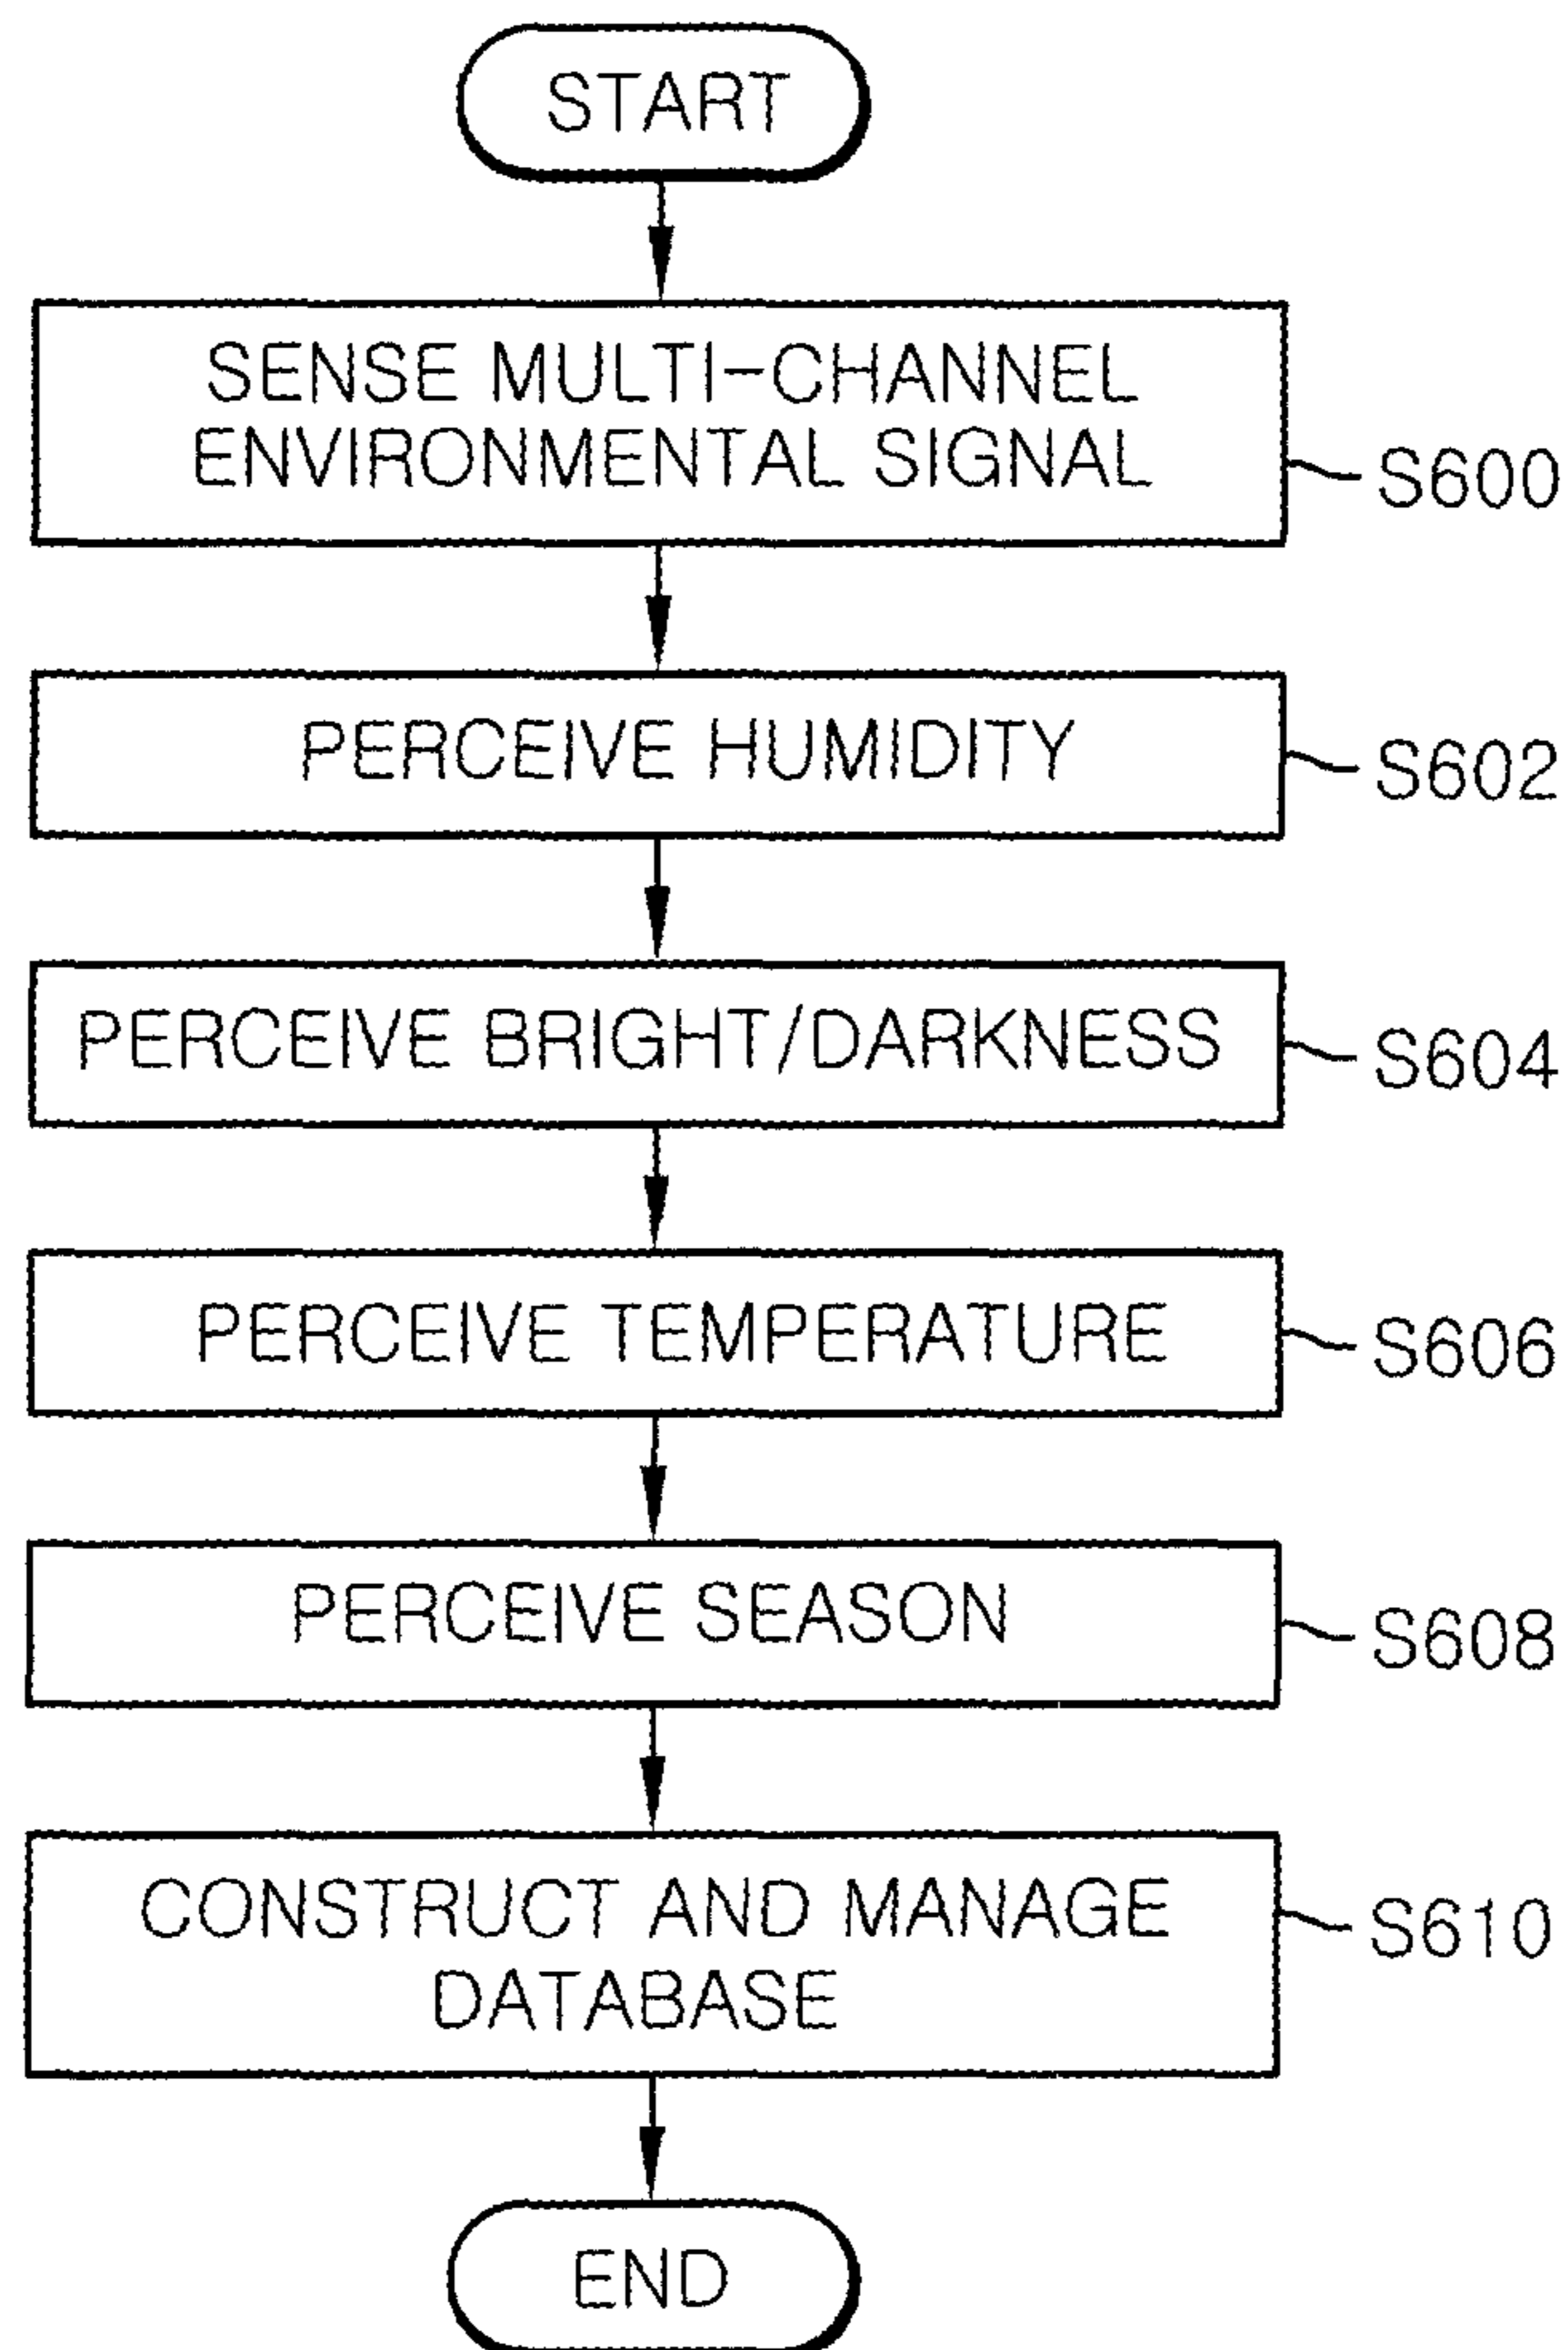 START
SENSE MULTI-CHANNEL
ENVIRONMENTAL SIGNAL
S600
PERCEIVE HUMIDITY
S602
PERCEIVE BRIGHT/DARKNESS
S604
PERCEIVE TEMPERATURE
S606
PERCEIVE SEASON
S608
CONSTRUCT AND MANAGE
DATABASE
S610
END